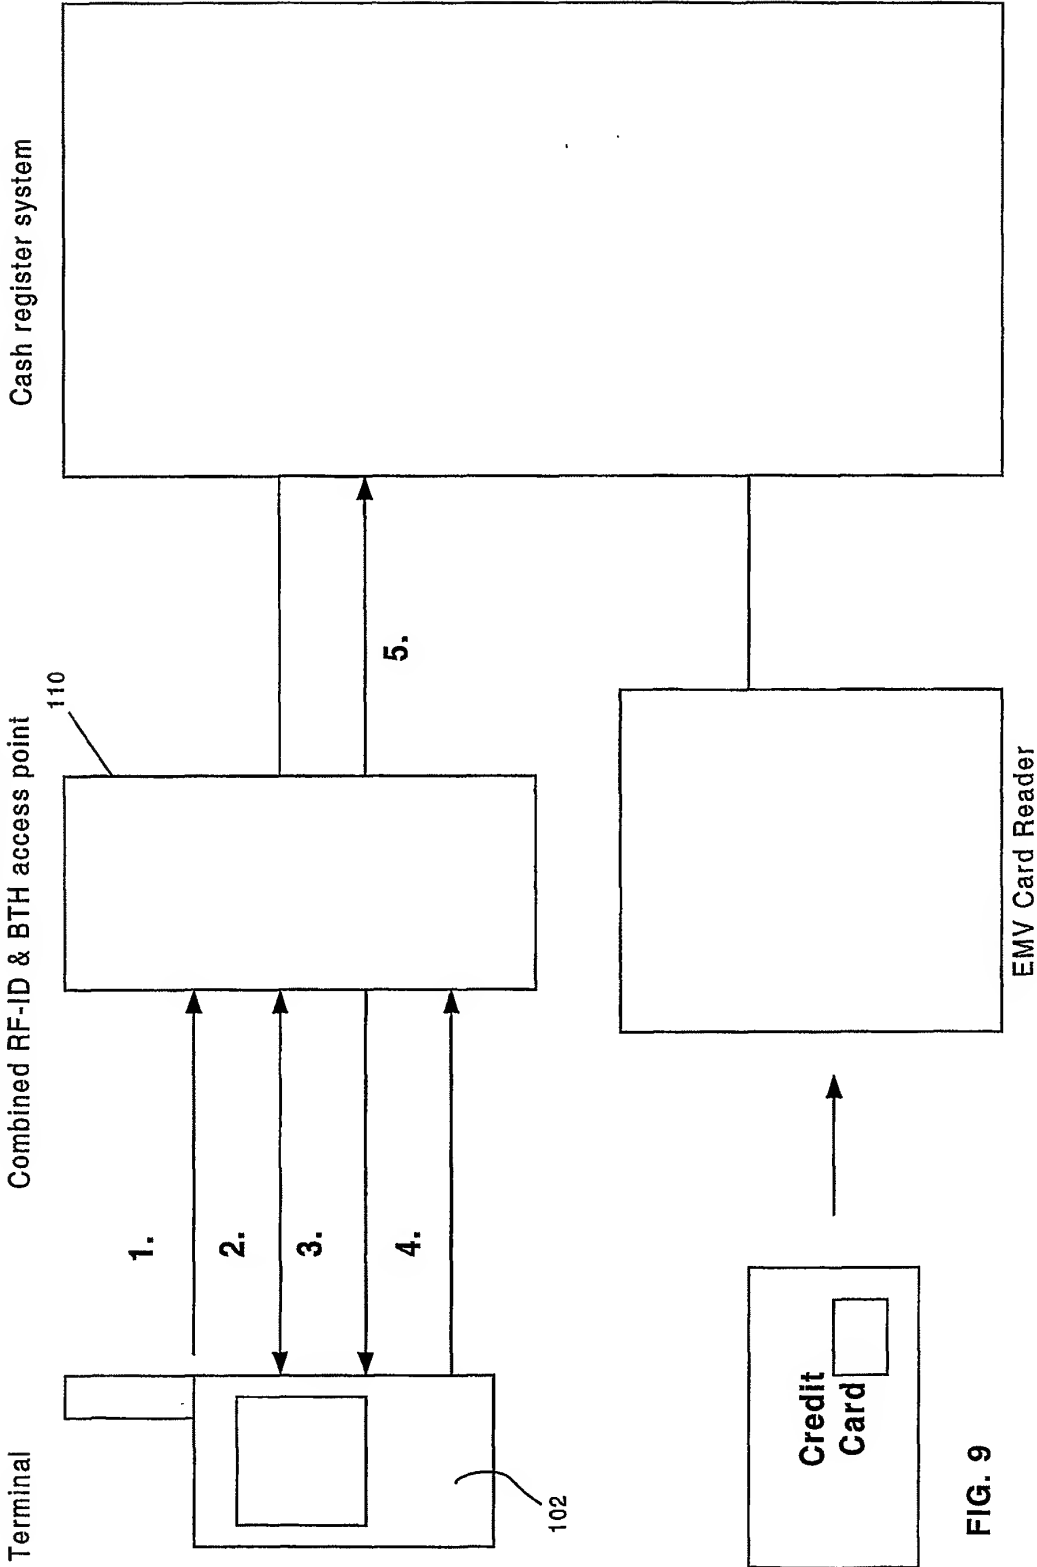 Terminal
Combined RF-ID & BTH access point
Cash register system
110
1.
2.
3.
4.
5.
102
Credit
Card
EMV Card Reader
FIG. 9